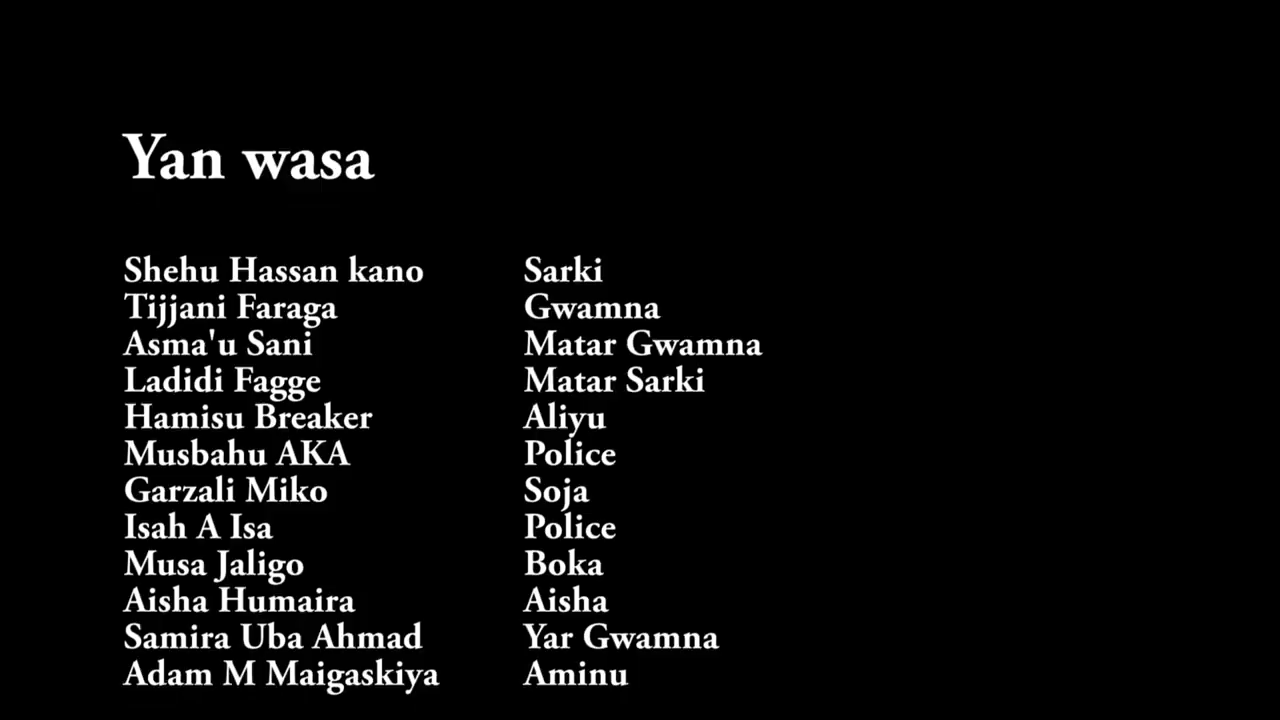 Yan wasa
Shehu Hassan kano Sarki
Tijjani Faraga Gwamna
Asma'u Sani Matar Gwamna
Ladidi Fagge Matar Sarki
Hamisu Breaker Aliyu
Musbahu AKA Police
Garzali Miko Soja
Isah A Isa Police
Musa Jaligo Boka
Aisha Humaira Aisha
Samira Uba Ahmad Yar Gwamna
Adam M Maigaskiya Aminu